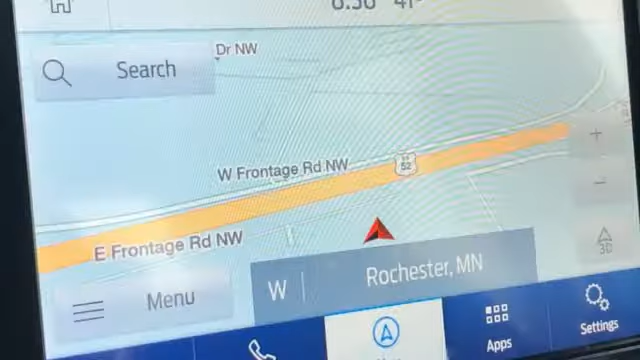 Dr NW
Search
W Frontage Rd NW
52
E Frontage Rd NW
W
Rochester, MN
3D
Menu
Apps
Settings